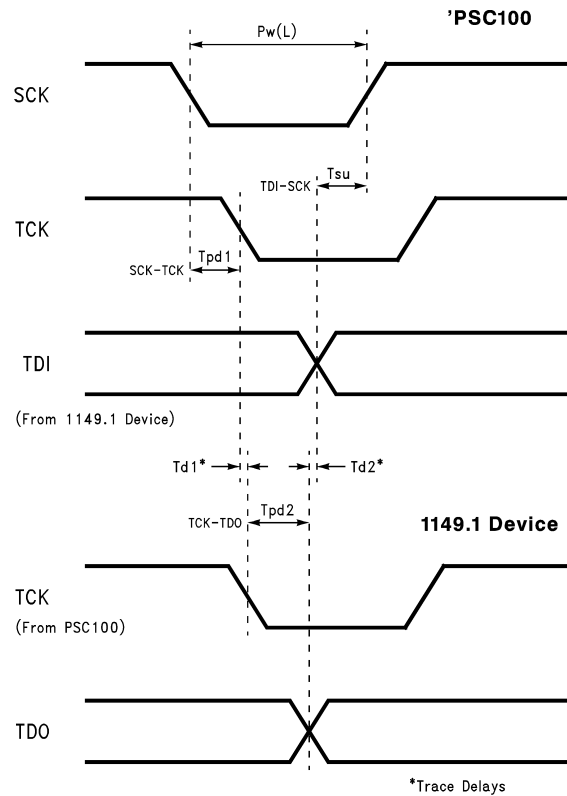 Pw(L)
'PSC100
SCK
TDI-SCK
Tsu
TCK
SCK-TCK
Tpd1
TDI
(From 1149.1 Device)
Td1*
Td2*
TCK-TDO
Tpd2
1149.1 Device
TCK
(From PSC100)
TDO
*Trace Delays